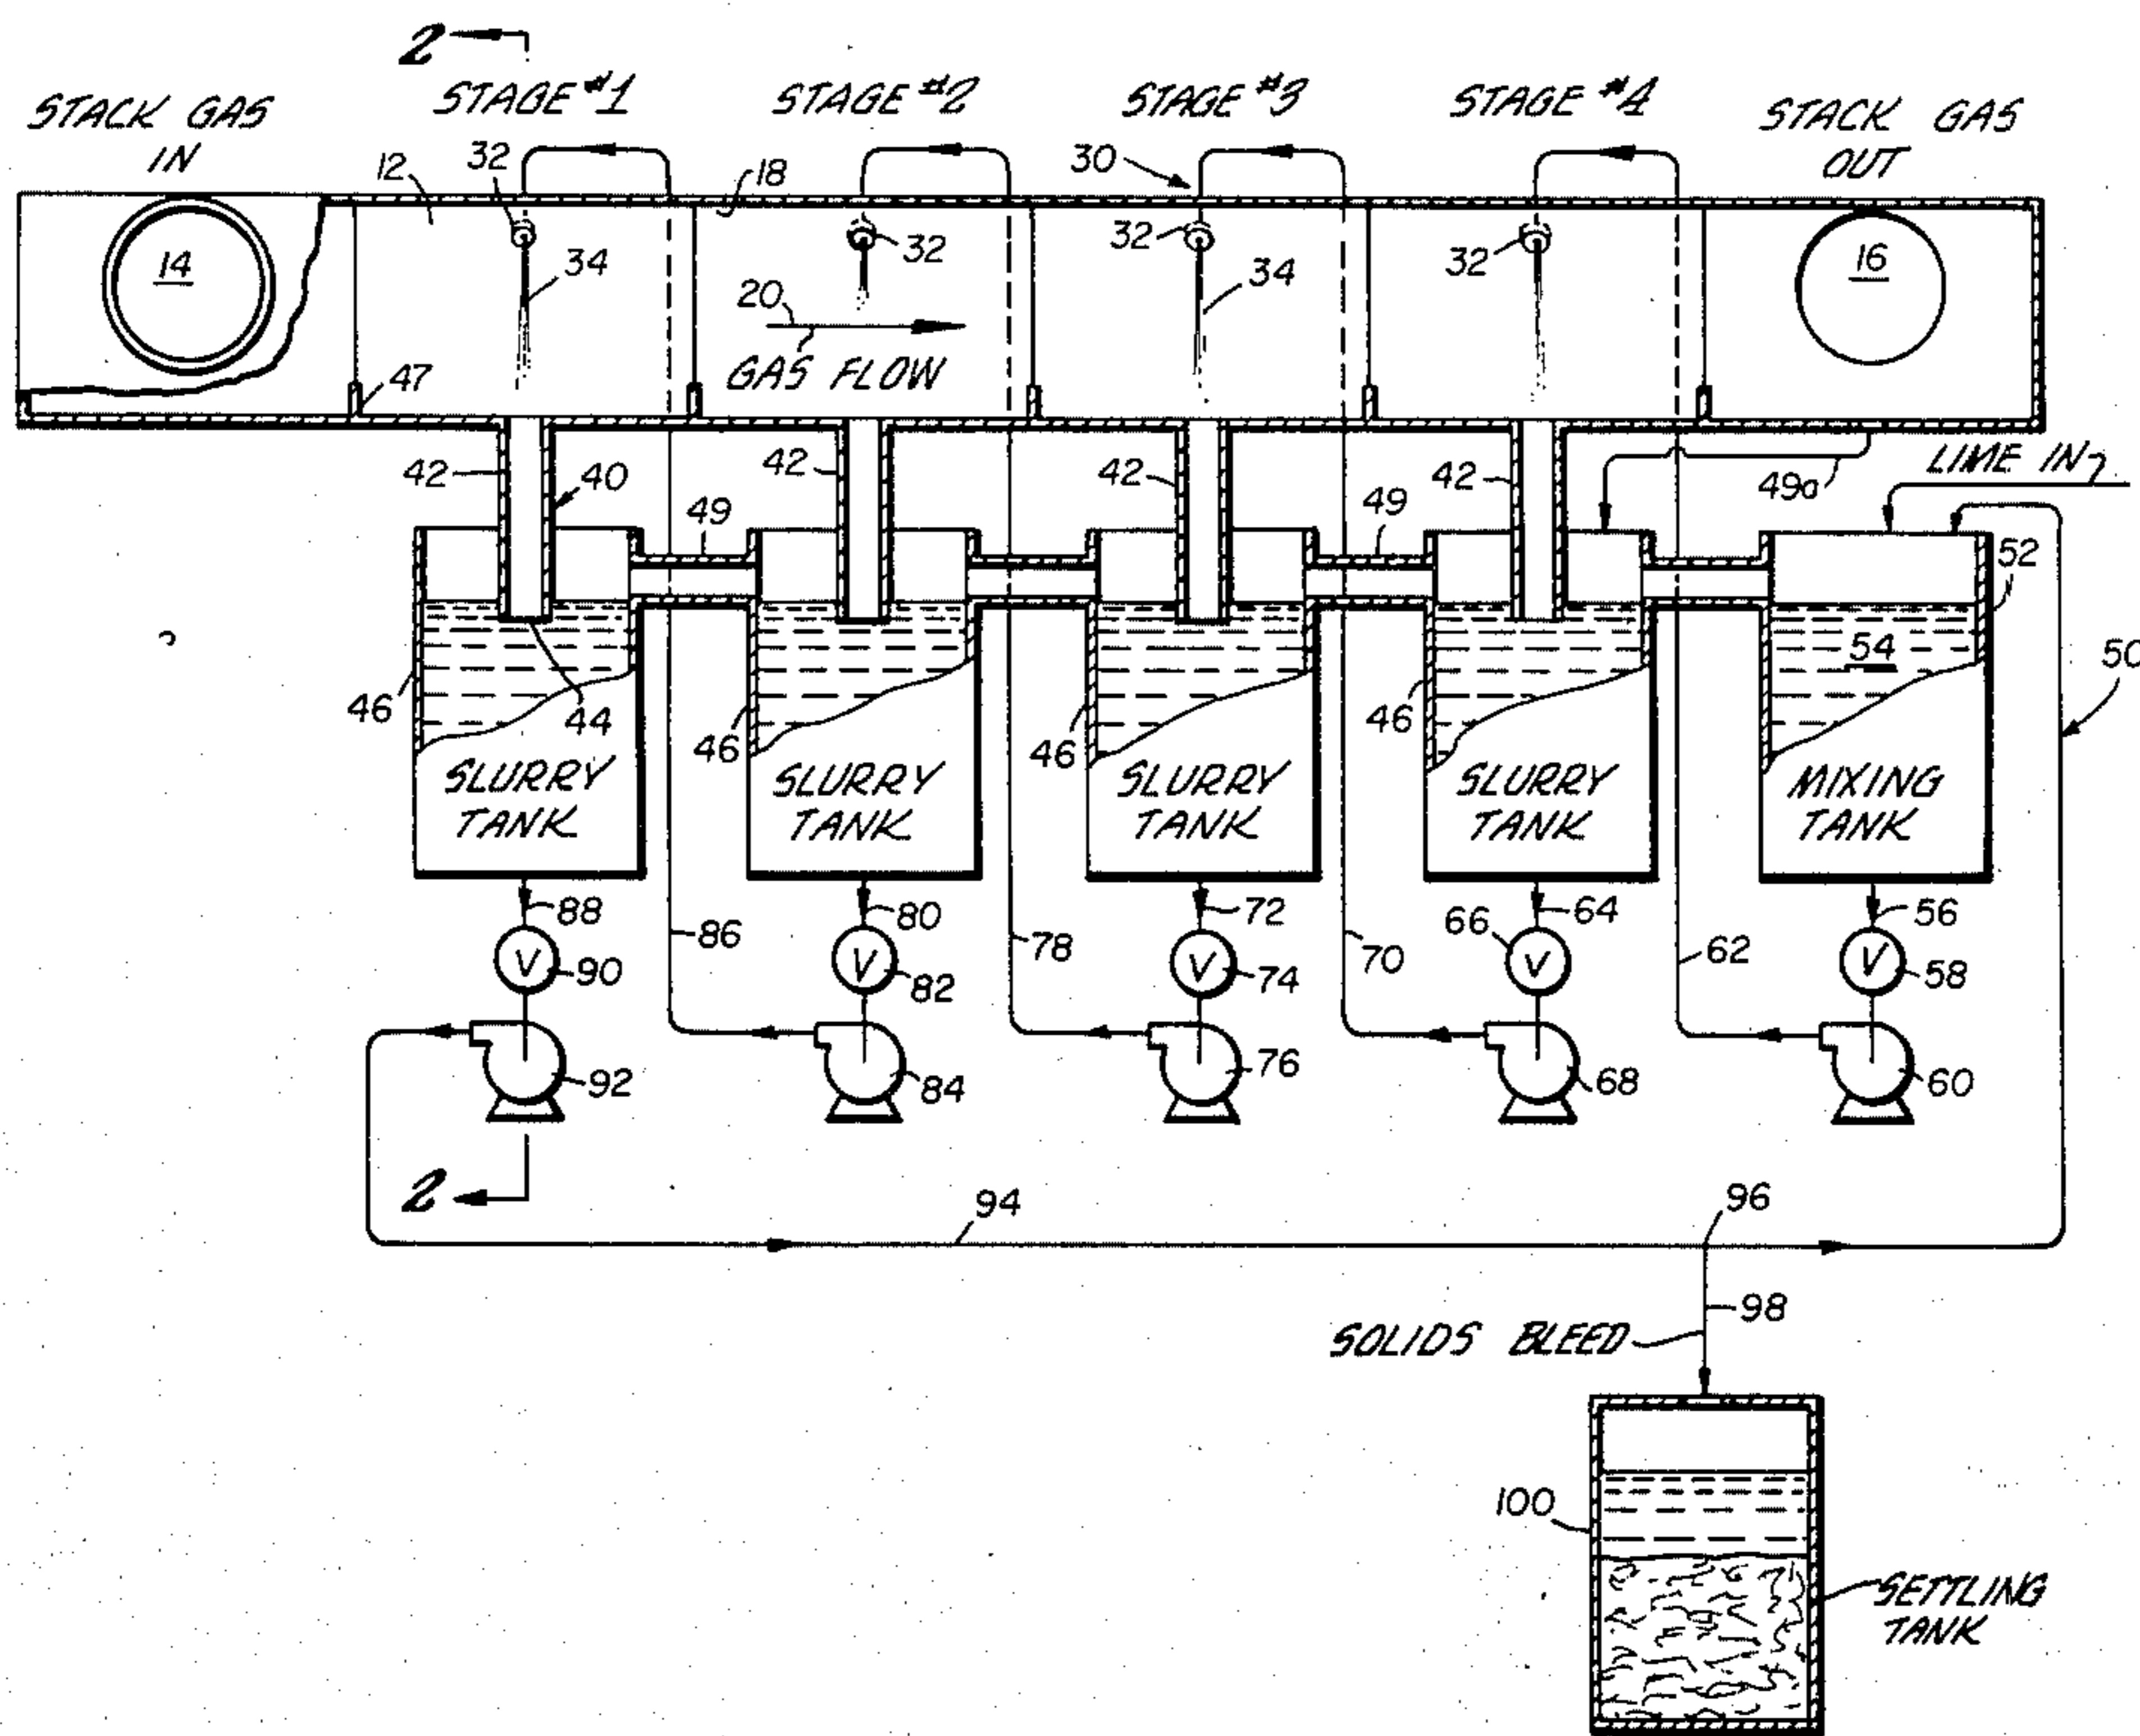 2
STACK GAS
IN
STAGE #1
STAGE #2
STAGE #3
STAGE #4
STACK GAS
OUT
12
32
18
30
14
34
32
32
34
32
16
20
GAS FLOW
47
42
40
42
42
42
49a
LIME IN
49
49
52
54
50
46
44
46
46
46
SLURRY
TANK
SLURRY
TANK
SLURRY
TANK
SLURRY
TANK
MIXING
TANK
88
80
72
66
64
56
86
78
70
62
V
90
V
82
V
74
V
V
58
92
84
76
68
60
2
94
96
98
SOLIDS BLEED
100
SETTLING
TANK